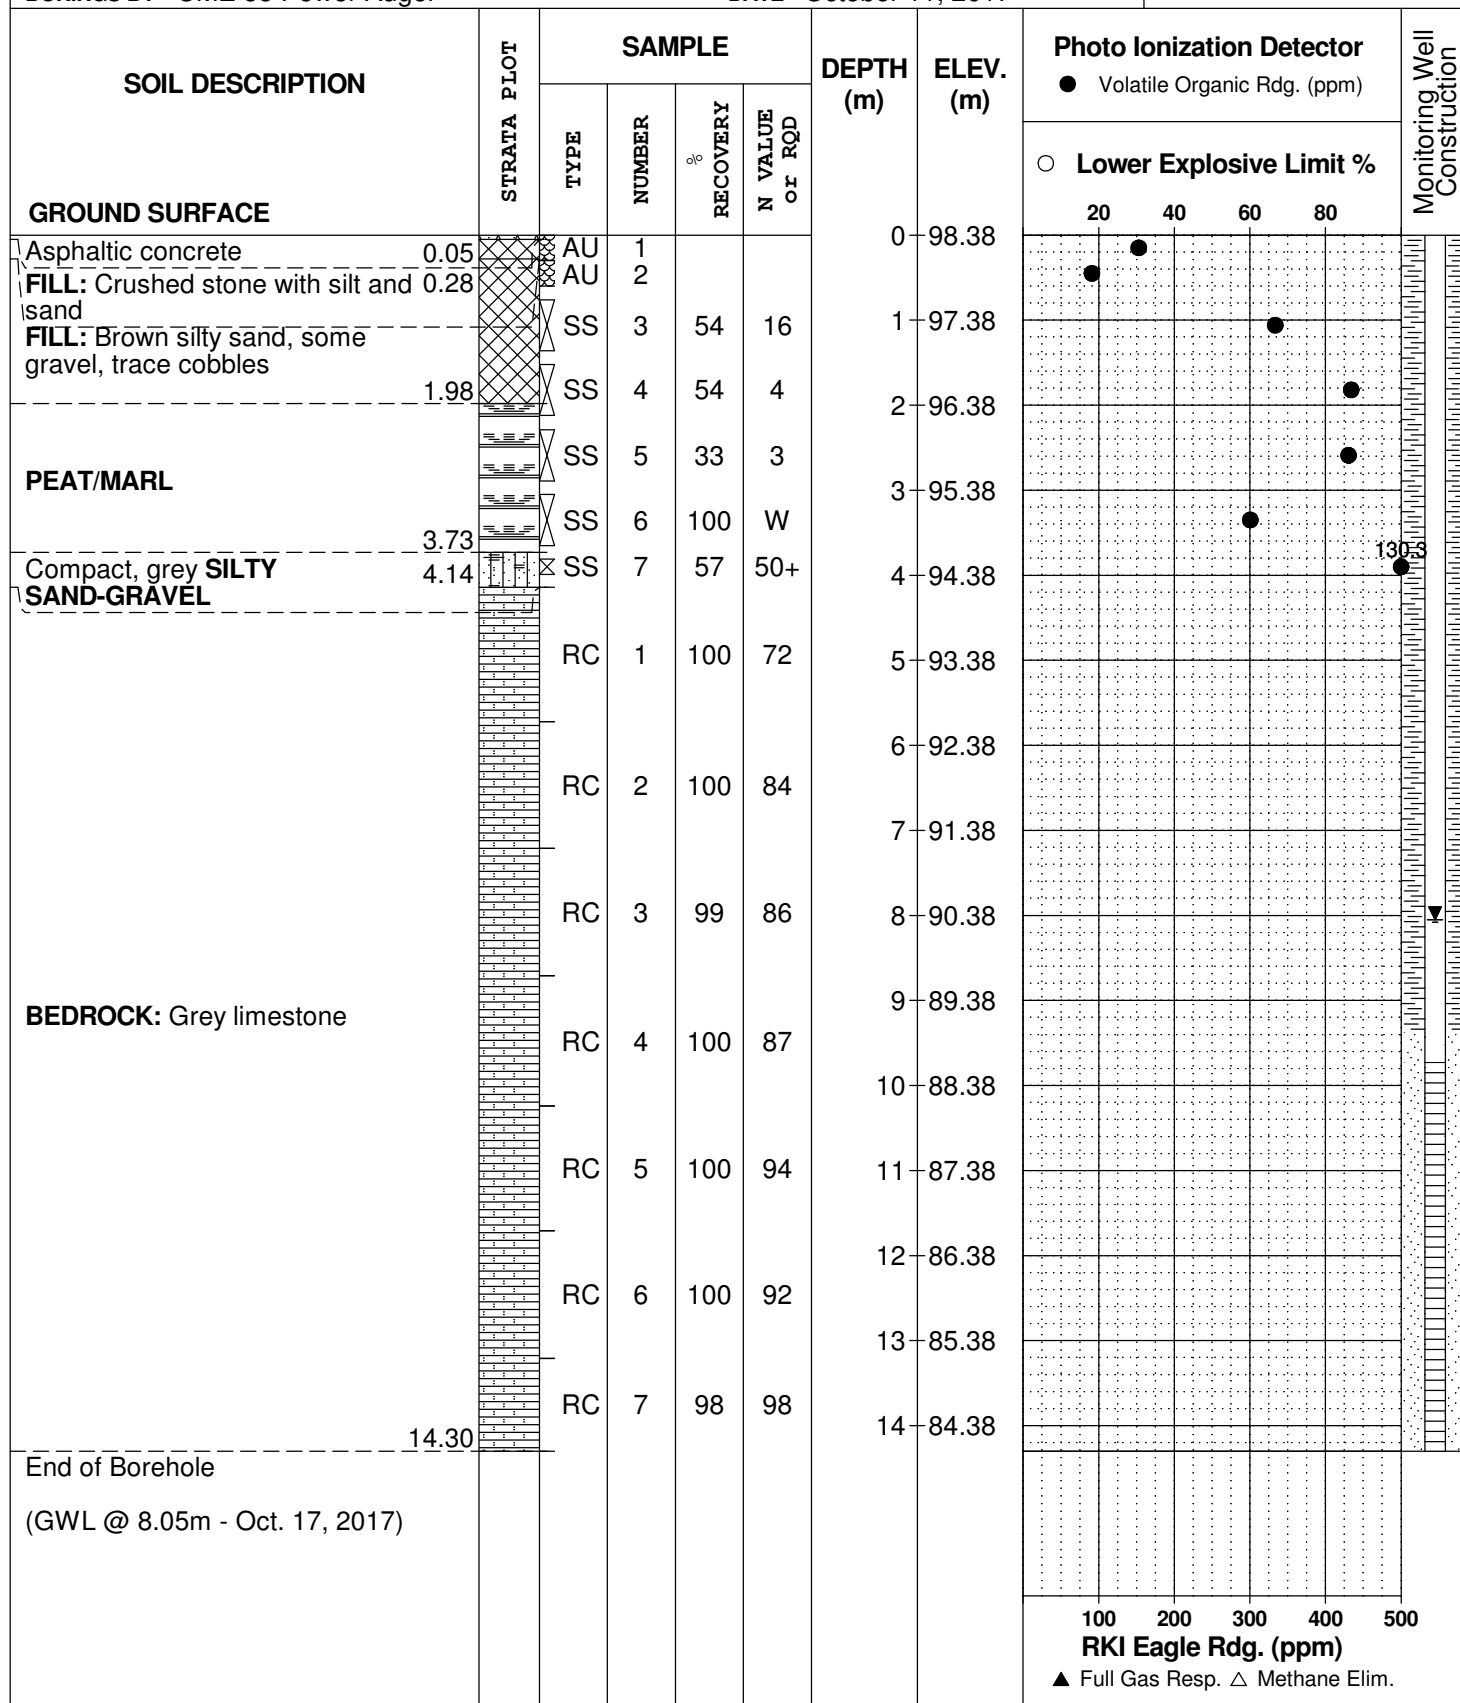 SOIL DESCRIPTION
GROUND SURFACE
STRATA PLOT
SAMPLE
TYPE
NUMBER
% RECOVERY
N VALUE or RQD
DEPTH (m)
ELEV. (m)
Photo Ionization Detector
● Volatile Organic Rdg. (ppm)
○ Lower Explosive Limit %
20 40 60 80
Monitoring Well Construction
0 98.38
Asphaltic concrete 0.05 AU 1
FILL: Crushed stone with silt and 0.28 AU 2
sand
FILL: Brown silty sand, some SS 3 54 16 1 97.38
gravel, trace cobbles
1.98 SS 4 54 4 2 96.38
SS 5 33 3
PEAT/MARL 3 95.38
3.73 SS 6 100 W
130.3
Compact, grey SILTY 4.14 SS 7 57 50+ 4 94.38
SAND-GRAVEL
RC 1 100 72 5 93.38
6 92.38
RC 2 100 84
7 91.38
RC 3 99 86 8 90.38
9 89.38
BEDROCK: Grey limestone
RC 4 100 87
10 88.38
RC 5 100 94 11 87.38
12 86.38
RC 6 100 92
13 85.38
RC 7 98 98
14 84.38
14.30
End of Borehole
(GWL @ 8.05m - Oct. 17, 2017)
100 200 300 400 500
RKI Eagle Rdg. (ppm)
▲ Full Gas Resp. △ Methane Elim.